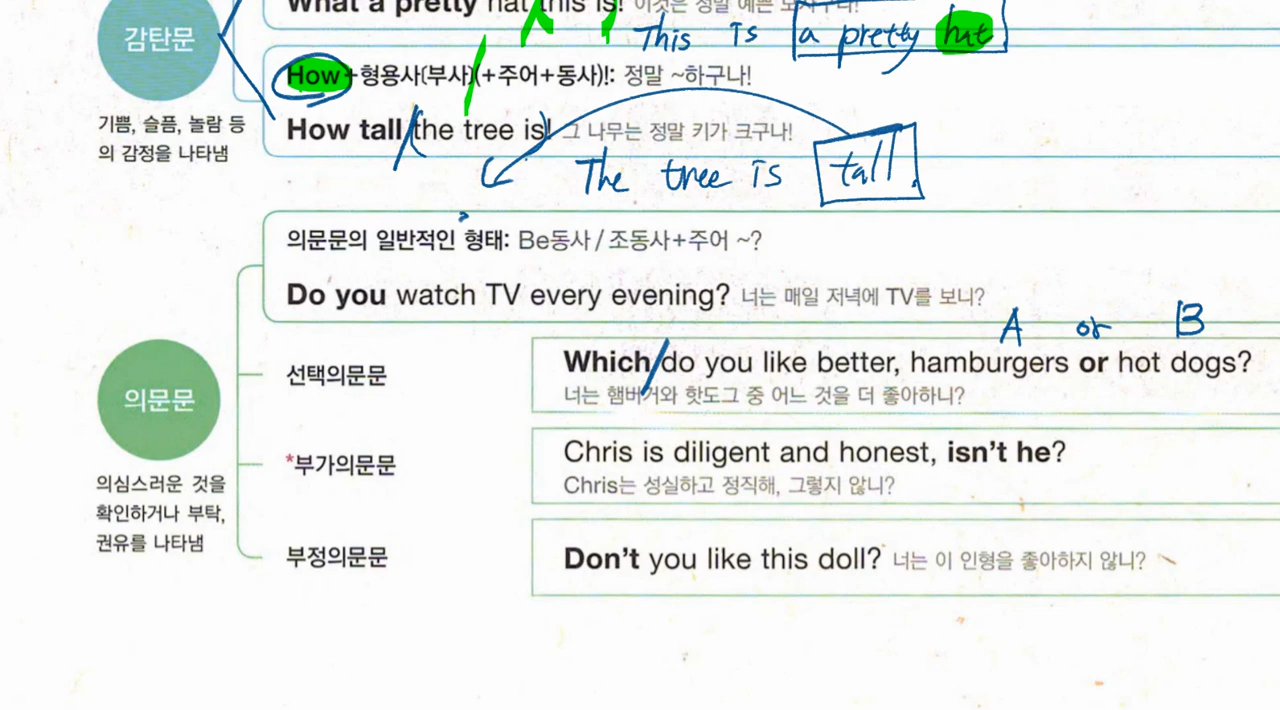 What a pretty hat this is! 이것은 정말 예쁜 모자구나!
This is a pretty hat
감탄문
기쁨, 슬픔, 놀람 등
의 감정을 나타냄
How+형용사(부사)(+주어+동사)!: 정말 ~하구나!
How tall the tree is! 그 나무는 정말 키가 크구나!
The tree is tall.
의문문
의심스러운 것을
확인하거나 부탁,
권유를 나타냄
의문문의 일반적인 형태: Be동사 / 조동사+주어 ~?
Do you watch TV every evening? 너는 매일 저녁에 TV를 보니?
A or B
선택의문문
Which do you like better, hamburgers or hot dogs?
너는 햄버거와 핫도그 중 어느 것을 더 좋아하니?
*부가의문문
Chris is diligent and honest, isn't he?
Chris는 성실하고 정직해, 그렇지 않니?
부정의문문
Don't you like this doll? 너는 이 인형을 좋아하지 않니?